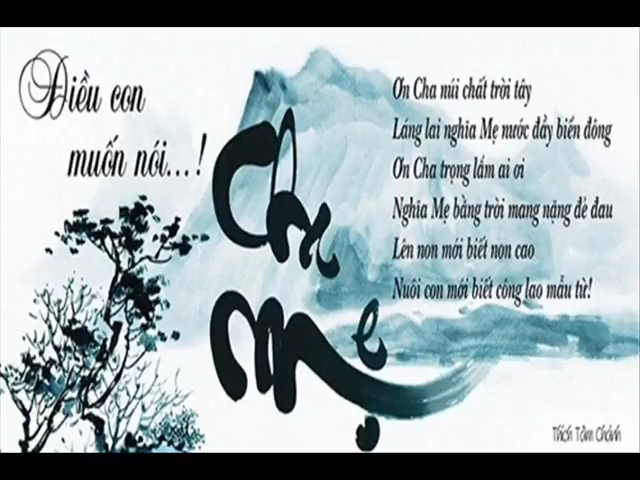 Điều con
muốn nói...!
Cha
Mẹ
Ơn Cha núi chất trời tây
Láng lai nghĩa Mẹ nước đầy biển đông
Ơn Cha trọng lắm ai ơi
Nghĩa Mẹ bằng trời mang nặng đẻ đau
Lên non mới biết non cao
Nuôi con mới biết công lao mẫu từ!
Thích Tâm Chánh